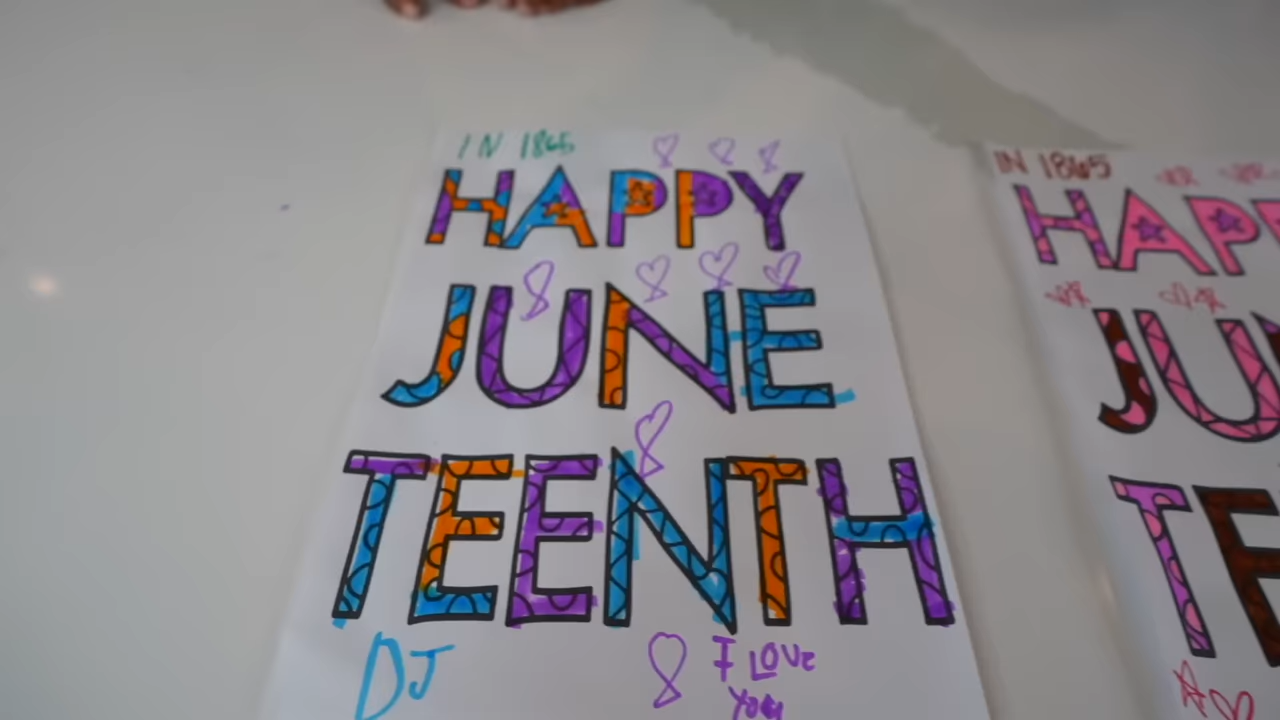 IN 1865
HAPPY
JUNE
TEENTH
DJ
I LOVE
YOU
IN 1865
HAPP
JU
TE